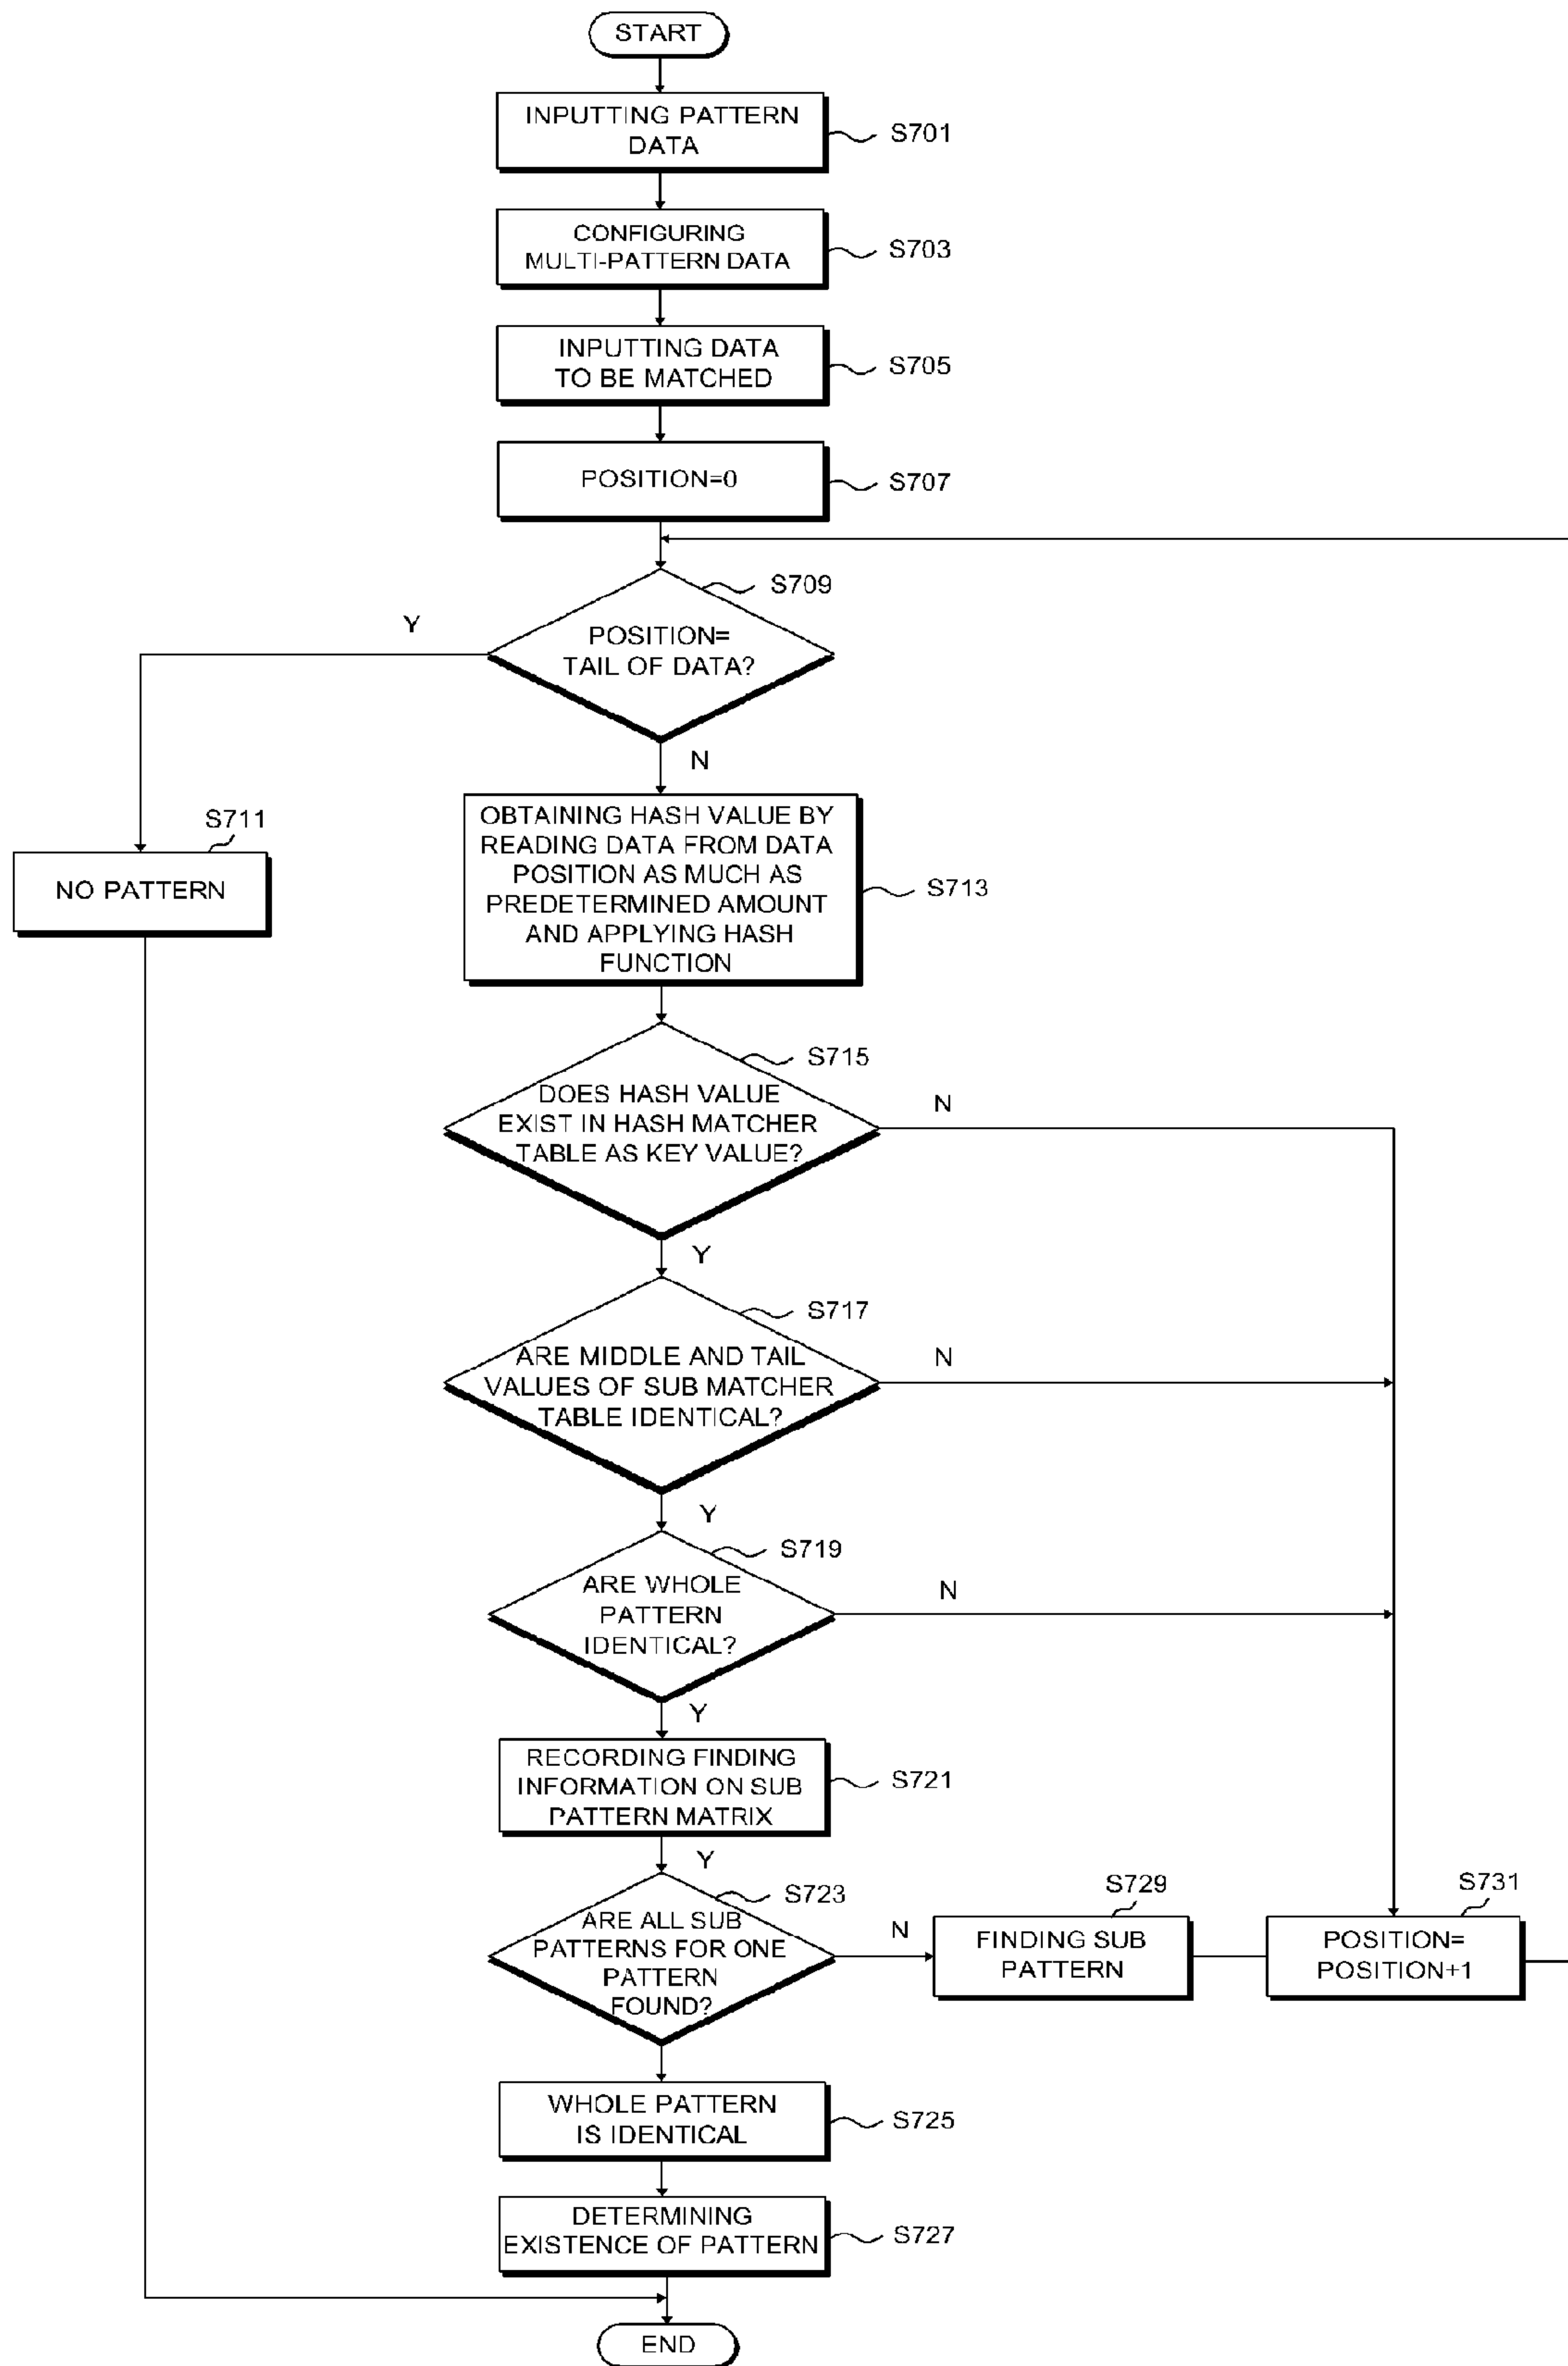 START
INPUTTING PATTERN
DATA
S701
CONFIGURING
MULTI-PATTERN DATA
S703
INPUTTING DATA
TO BE MATCHED
S705
POSITION=0
S707
S709
Y
POSITION=
TAIL OF DATA?
N
S711
NO PATTERN
OBTAINING HASH VALUE BY
READING DATA FROM DATA
POSITION AS MUCH AS
PREDETERMINED AMOUNT
AND APPLYING HASH
FUNCTION
S713
S715
DOES HASH VALUE
EXIST IN HASH MATCHER
TABLE AS KEY VALUE?
N
Y
S717
ARE MIDDLE AND TAIL
VALUES OF SUB MATCHER
TABLE IDENTICAL?
N
Y
S719
ARE WHOLE
PATTERN
IDENTICAL?
N
Y
RECORDING FINDING
INFORMATION ON SUB
PATTERN MATRIX
S721
Y
S723
ARE ALL SUB
PATTERNS FOR ONE
PATTERN
FOUND?
N
S729
FINDING SUB
PATTERN
S731
POSITION=
POSITION+1
WHOLE PATTERN
IS IDENTICAL
S725
DETERMINING
EXISTENCE OF PATTERN
S727
END